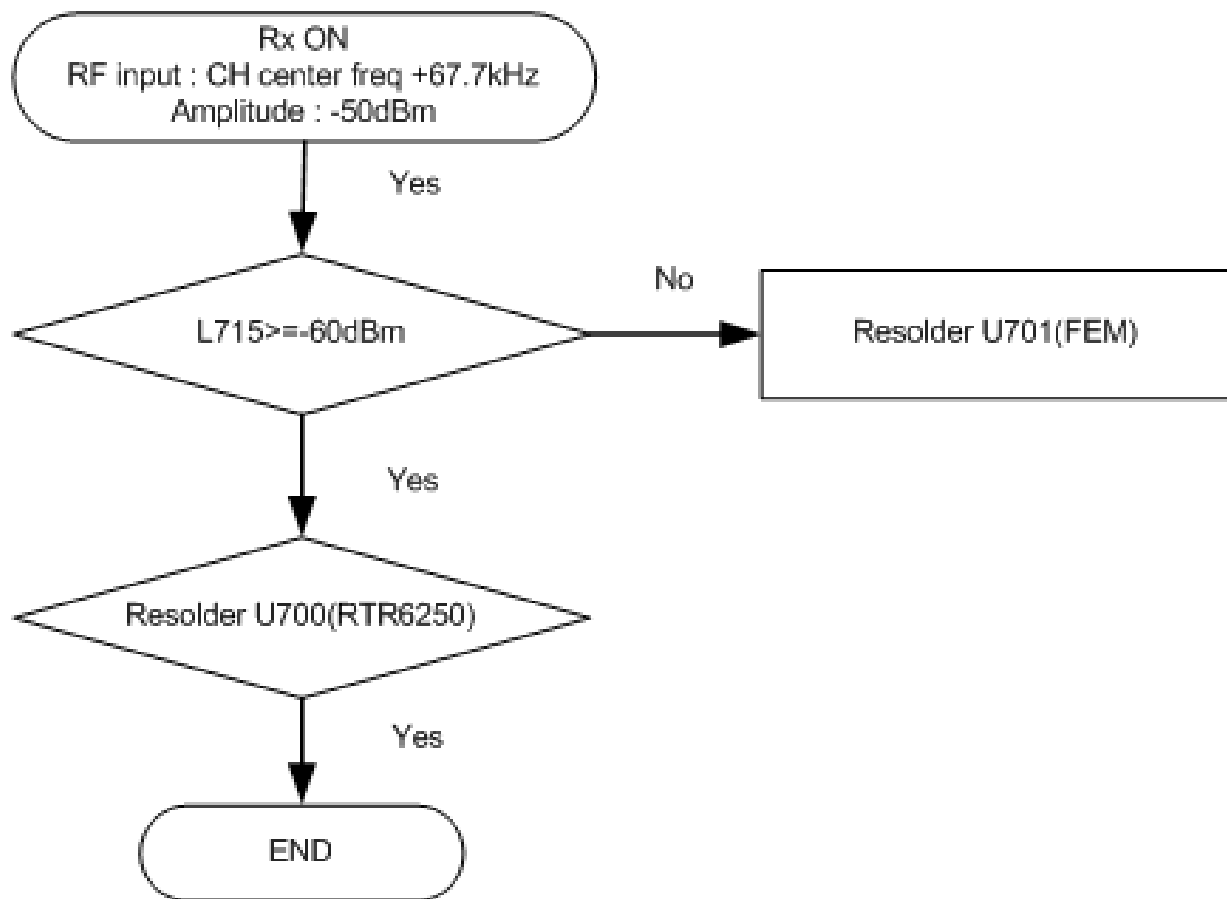 Rx ON
RF input : CH center freq +67.7kHz
Amplitude : -50dBm
Yes
L715>=-60dBm
No
Resolder U701(FEM)
Yes
Resolder U700(RTR6250)
Yes
END